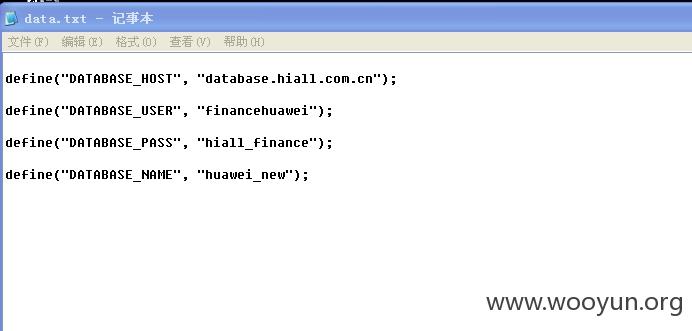 data.txt - 记事本
文件(F) 编辑(E) 格式(O) 查看(V) 帮助(H)
define("DATABASE_HOST", "database.hiall.com.cn");
define("DATABASE_USER", "financehuawei");
define("DATABASE_PASS", "hiall_finance");
define("DATABASE_NAME", "huawei_new");
www.wooyun.org